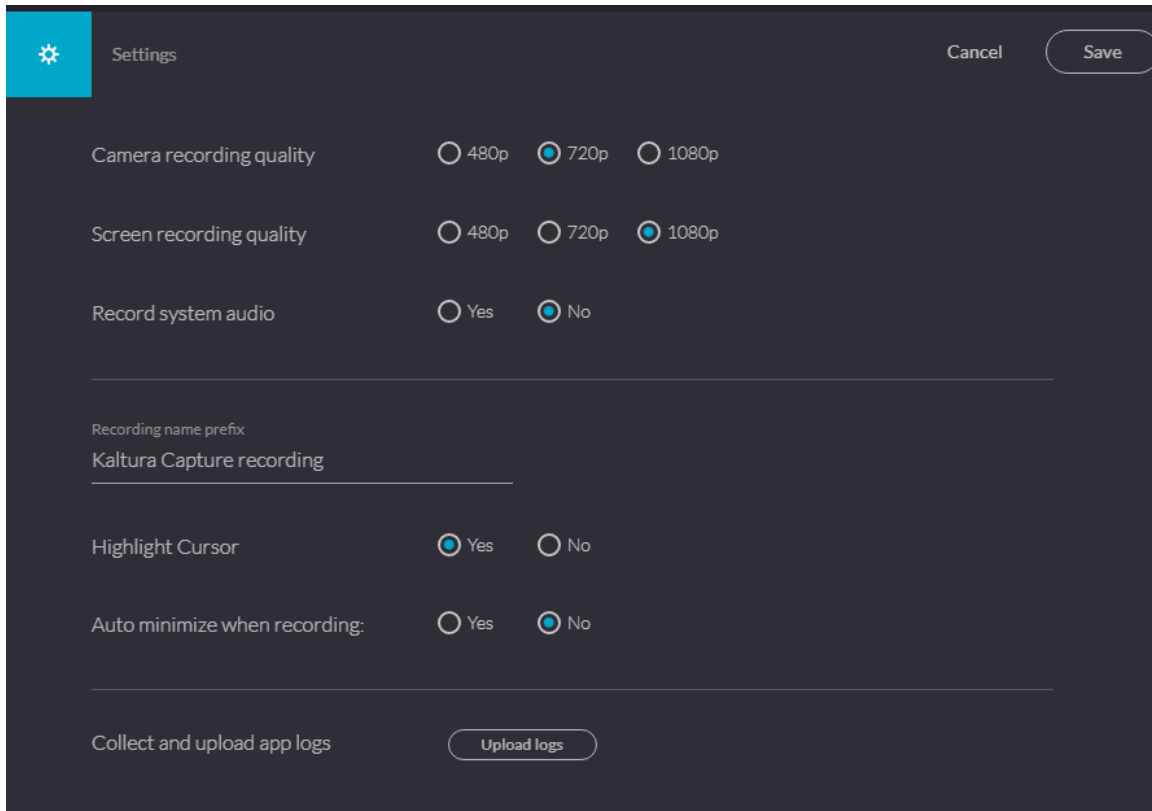 Settings Cancel Save
Camera recording quality 480p 720p 1080p
Screen recording quality 480p 720p 1080p
Record system audio Yes No
Recording name prefix
Kaltura Capture recording
Highlight Cursor Yes No
Auto minimize when recording: Yes No
Collect and upload app logs Upload logs